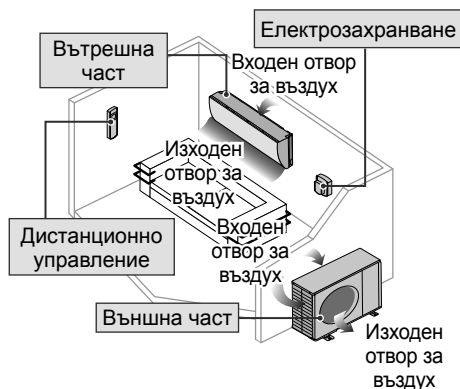 Електрозахранване
Вътрешна
част
Входен отвор
за въздух
Изходен
отвор за
въздух
Дистанционно
управление
Входен
отвор за
въздух
Външна част
Изходен
отвор за
въздух